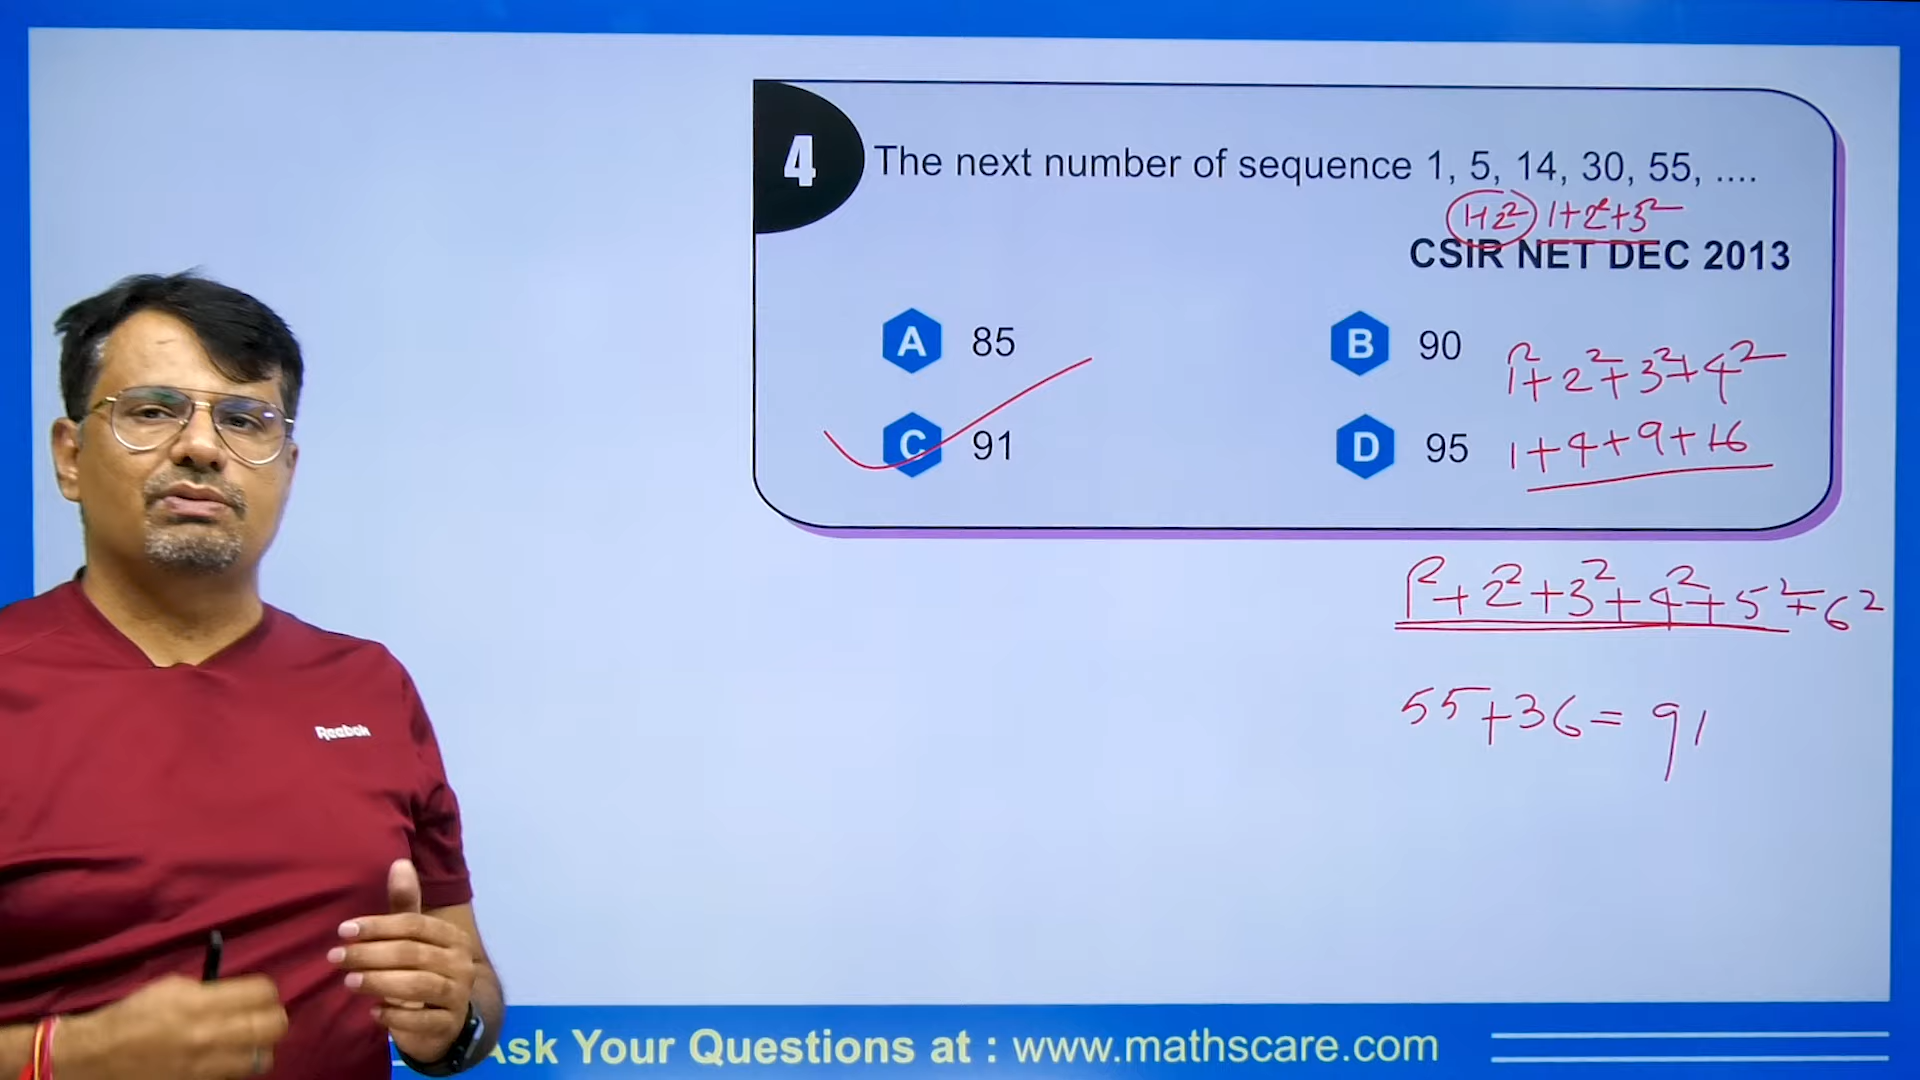 4 The next number of sequence 1, 5, 14, 30, 55, ....
1+2² 1+2²+3²
CSIR NET DEC 2013
A 85
B 90
1²+2²+3²+4²
C 91
D 95
1+4+9+16
1²+2²+3²+4²+5²+6²
55+36=91
Reebok
Ask Your Questions at : www.mathscare.com